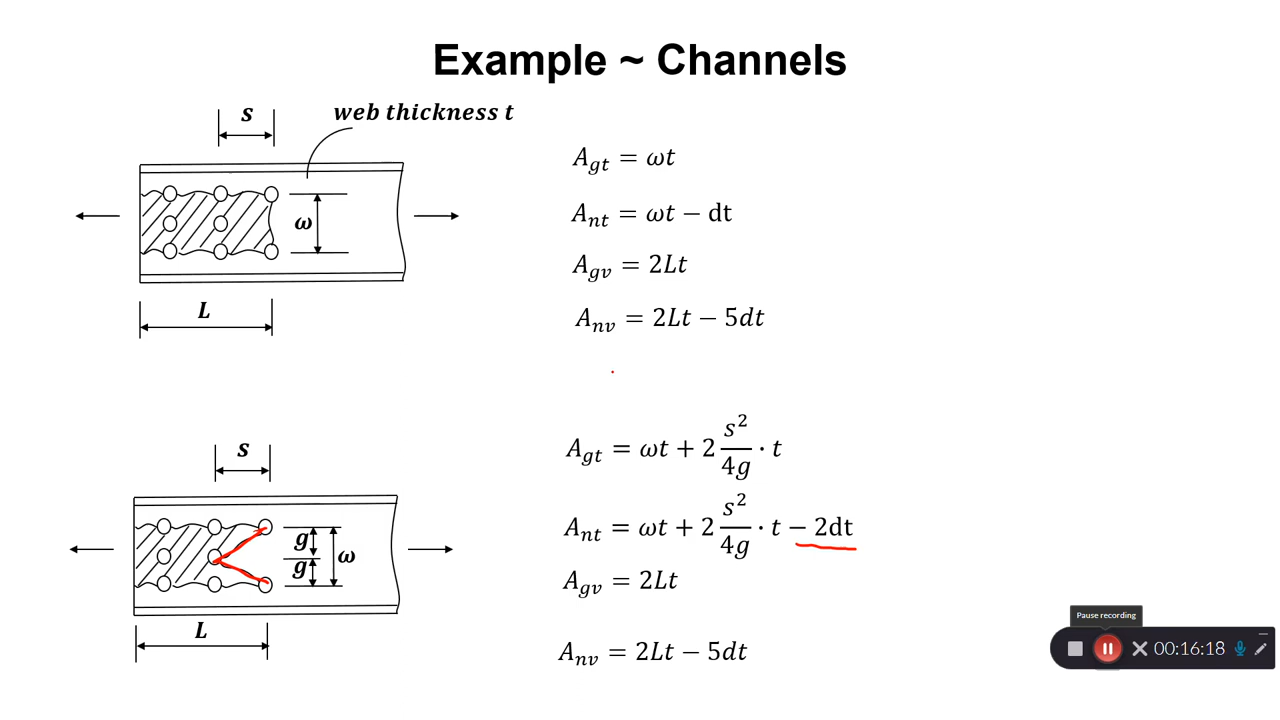 Example ~ Channels
s
web thickness t
ω
L
A_gt = ωt
A_nt = ωt − dt
A_gv = 2Lt
A_nv = 2Lt − 5dt
s
g
g
ω
L
A_gt = ωt + 2 s²/4g · t
A_nt = ωt + 2 s²/4g · t − 2dt
A_gv = 2Lt
A_nv = 2Lt − 5dt
Pause recording
00:16:18